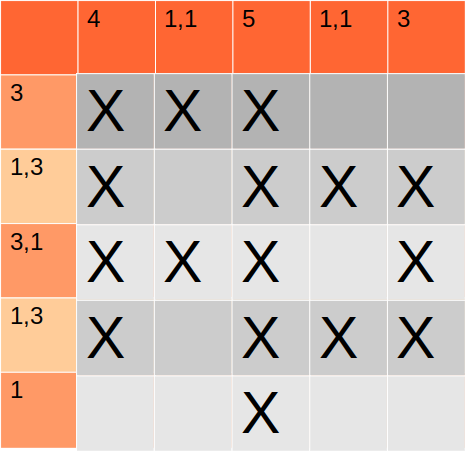 4 1,1 5 1,1 3
3 X X X
1,3 X X X X
3,1 X X X X
1,3 X X X X
1 X